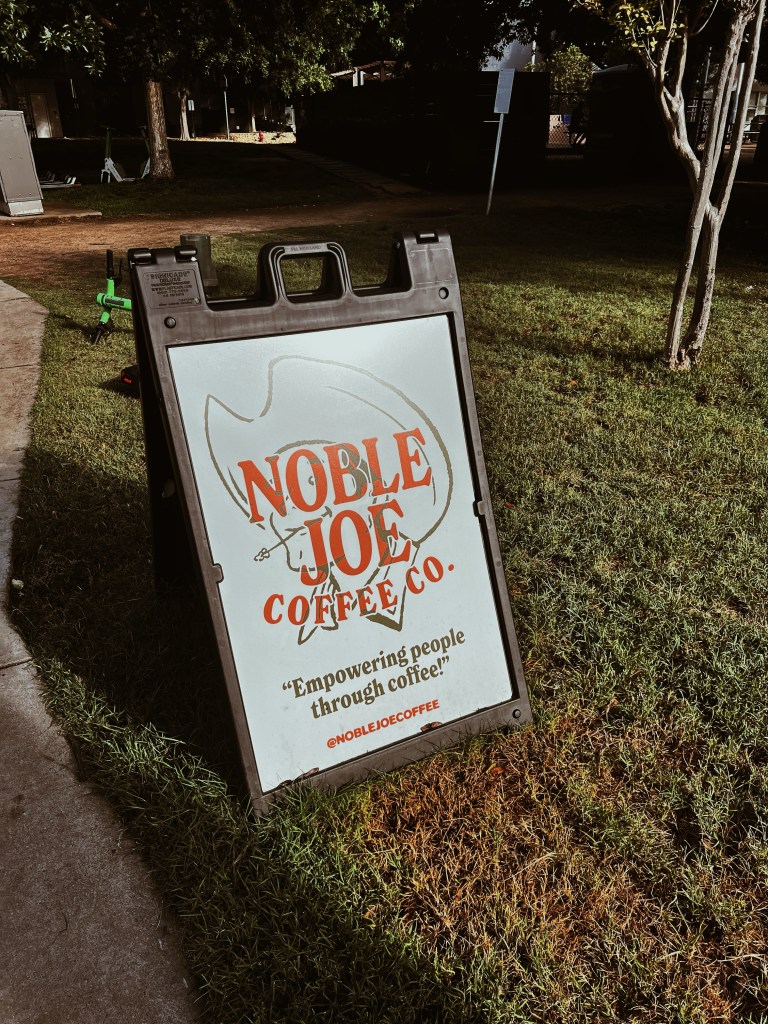 NOBLE
JOE
COFFEE CO.
“Empowering people
through coffee!”
@NOBLEJOECOFFEE